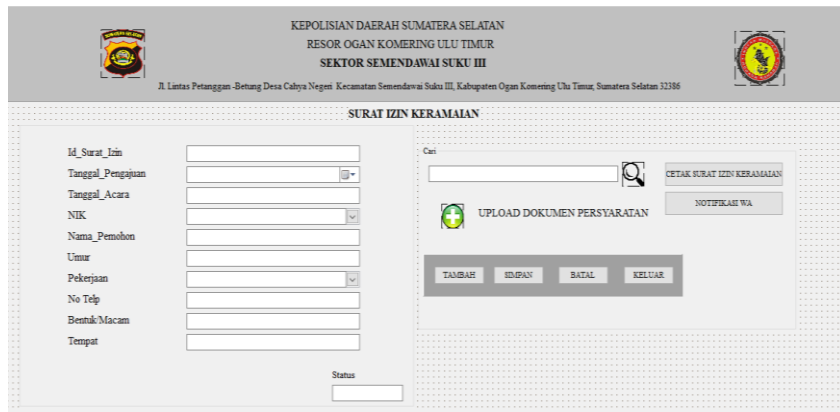 KEPOLISIAN DAERAH SUMATERA SELATAN
RESOR OGAN KOMERING ULU TIMUR
SEKTOR SEMENDAWAI SUKU III
Jl. Lintas Petanggan -Betung Desa Cahya Negeri Kecamatan Semendawai Suku III, Kabupaten Ogan Komering Ulu Timur, Sumatera Selatan 32386
SURAT IZIN KERAMAIAN
Id_Surat_Izin
Tanggal_Pengajuan
Tanggal_Acara
NIK
Nama_Pemohon
Umur
Pekerjaan
No Telp
Bentuk/Macam
Tempat
Status
Cari
CETAK SURAT IZIN KERAMAIAN
NOTIFIKASI WA
UPLOAD DOKUMEN PERSYARATAN
TAMBAH
SIMPAN
BATAL
KELUAR